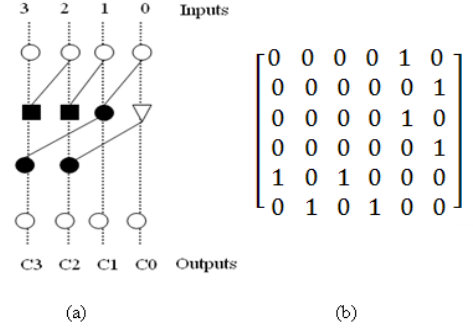 3 2 1 0 Inputs
C3 C2 C1 C0 Outputs
(a)
0 0 0 0 1 0
0 0 0 0 0 1
0 0 0 0 1 0
0 0 0 0 0 1
1 0 1 0 0 0
0 1 0 1 0 0
(b)